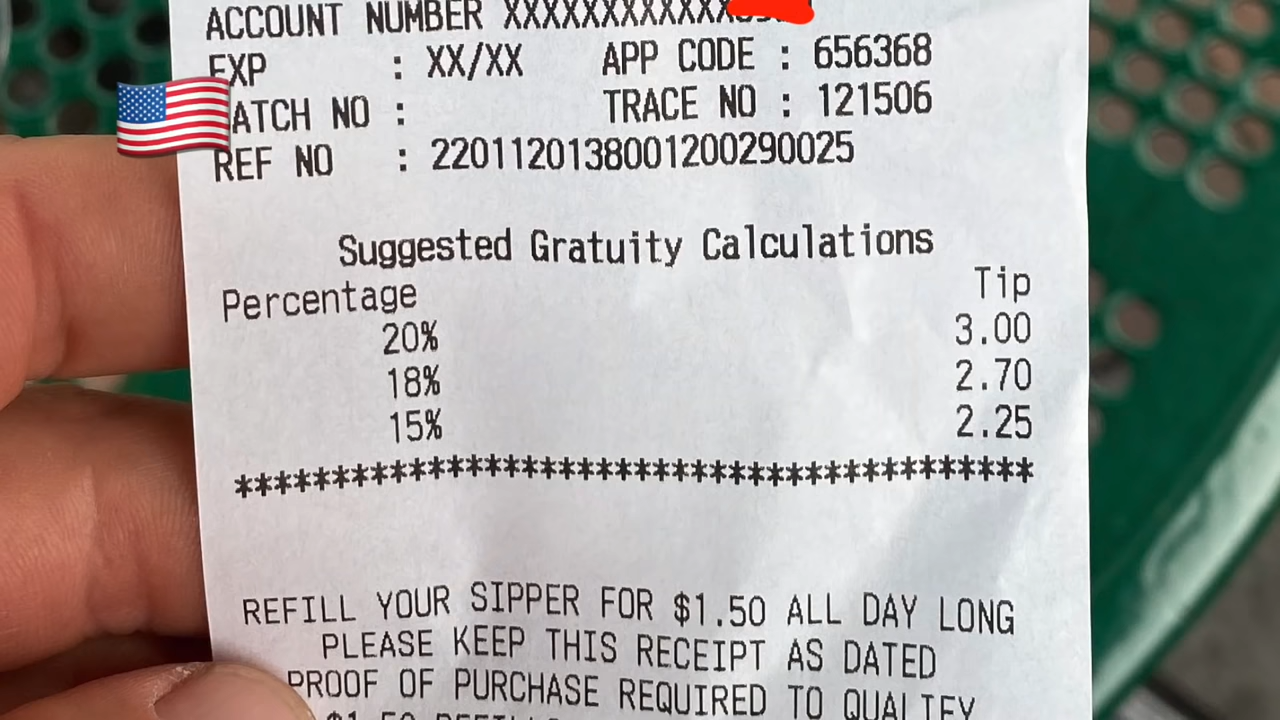 ACCOUNT NUMBER XXXXXXXXXXXX
EXP : XX/XX APP CODE : 656368
ATCH NO : TRACE NO : 121506
REF NO : 2201120138001200290025
Suggested Gratuity Calculations
Percentage Tip
20% 3.00
18% 2.70
15% 2.25
*****************************************
REFILL YOUR SIPPER FOR $1.50 ALL DAY LONG
PLEASE KEEP THIS RECEIPT AS DATED
PROOF OF PURCHASE REQUIRED TO QUALIFY